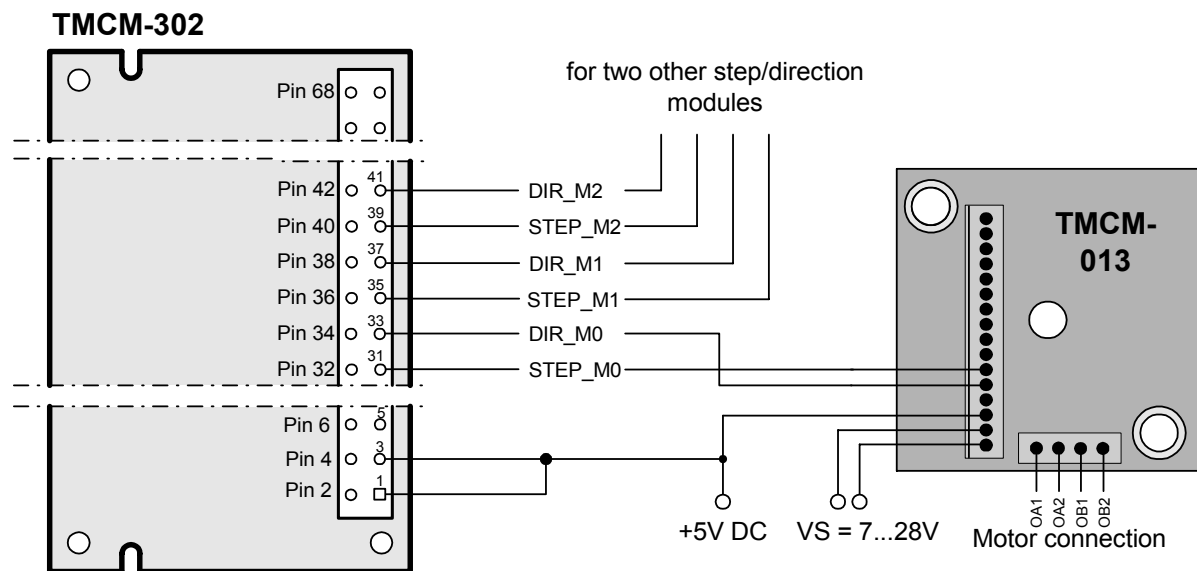 TMCM-302
for two other step/direction
modules
Pin 68
Pin 42
41
DIR_M2
Pin 40
39
STEP_M2
Pin 38
37
DIR_M1
Pin 36
35
STEP_M1
Pin 34
33
DIR_M0
Pin 32
31
STEP_M0
Pin 6
5
Pin 4
3
Pin 2
1
TMCM-
013
+5V DC
VS = 7...28V
OA1
OA2
OB1
OB2
Motor connection